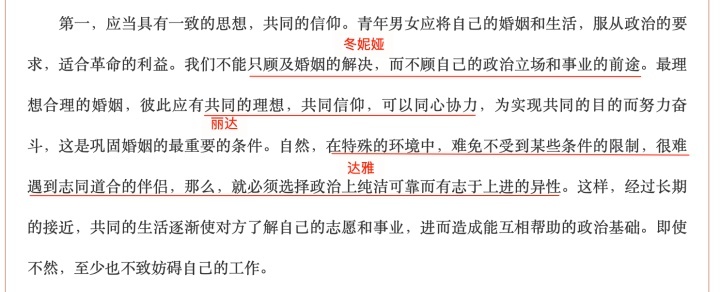 第一，应当具有一致的思想，共同的信仰。青年男女应将自己的婚姻和生活，服从政治的要
冬妮娅
求，适合革命的利益。我们不能只顾及婚姻的解决，而不顾自己的政治立场和事业的前途。最理
想合理的婚姻，彼此应有共同的理想，共同信仰，可以同心协力，为实现共同的目的而努力奋
丽达
斗，这是巩固婚姻的最重要的条件。自然，在特殊的环境中，难免不受到某些条件的限制，很难
达雅
遇到志同道合的伴侣，那么，就必须选择政治上纯洁可靠而有志于上进的异性。这样，经过长期
的接近，共同的生活逐渐使对方了解自己的志愿和事业，进而造成能互相帮助的政治基础。即使
不然，至少也不致妨碍自己的工作。